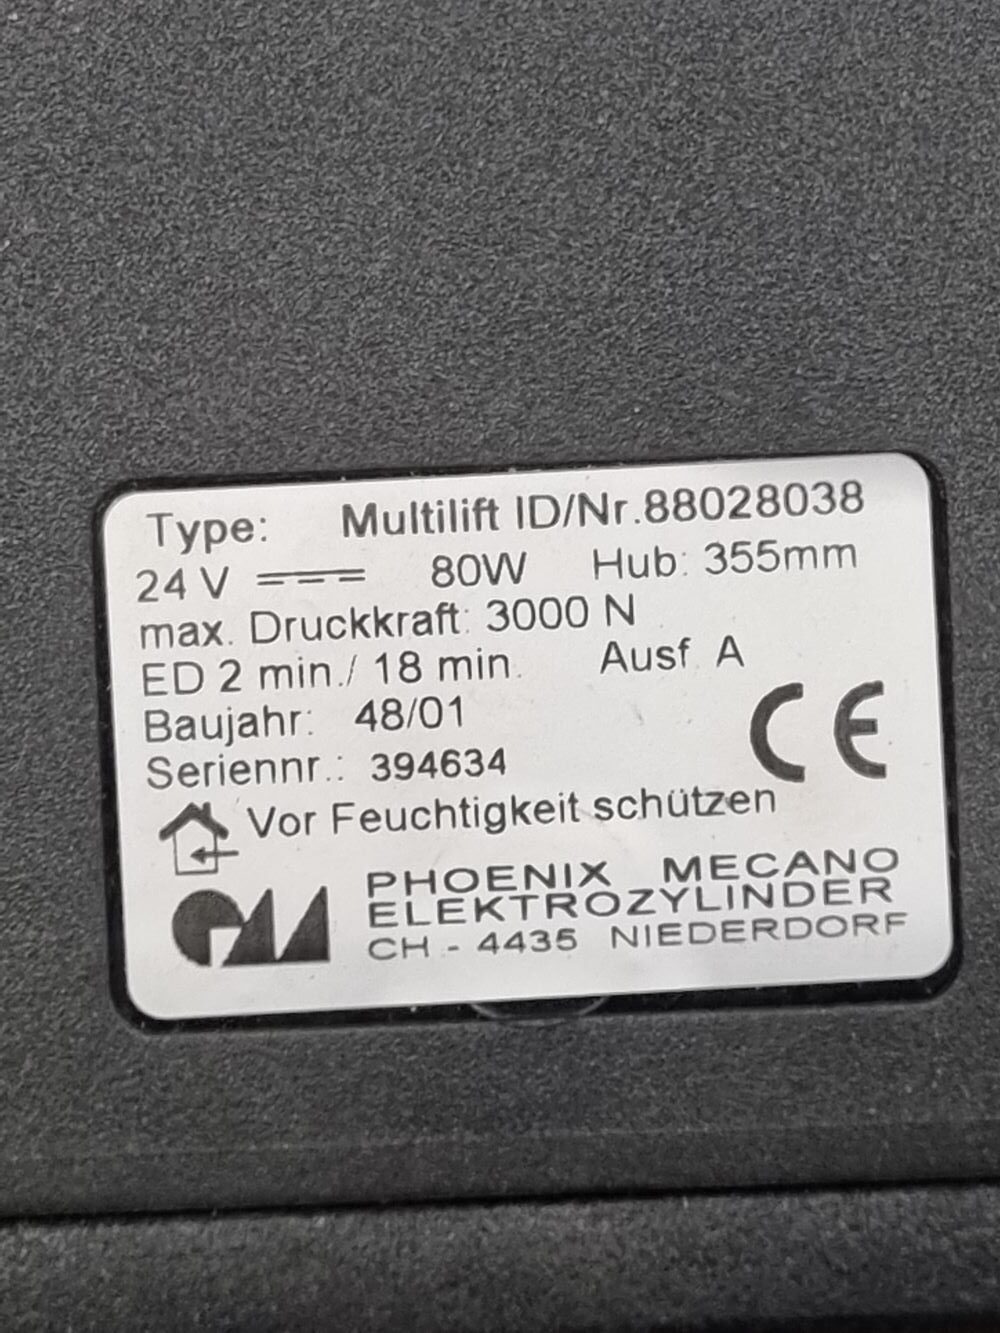 Type: Multilift ID/Nr.88028038
24 V 80W Hub: 355mm
max. Druckkraft: 3000 N
ED 2 min./ 18 min. Ausf. A
Baujahr: 48/01
Seriennr.: 394634
CE
Vor Feuchtigkeit schützen
PHOENIX MECANO
ELEKTROZYLINDER
CH - 4435 NIEDERDORF